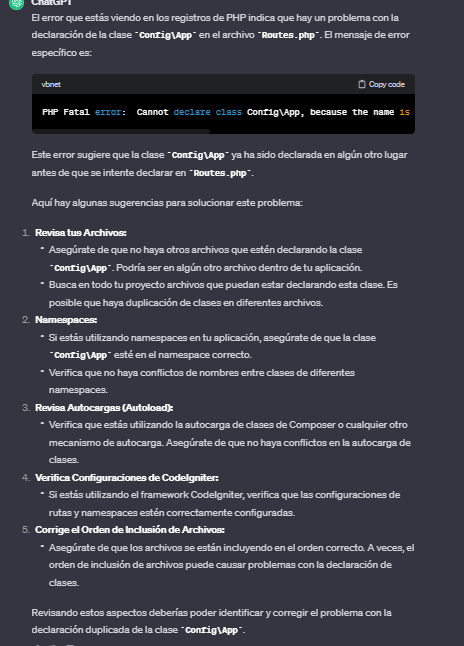 ChatGPT
El error que estás viendo en los registros de PHP indica que hay un problema con la
declaración de la clase `Config\App` en el archivo `Routes.php`. El mensaje de error
específico es:
vbnet
Copy code
PHP Fatal error:  Cannot declare class Config\App, because the name is
Este error sugiere que la clase `Config\App` ya ha sido declarada en algún otro lugar
antes de que se intente declarar en `Routes.php`.
Aquí hay algunas sugerencias para solucionar este problema:
1. Revisa tus Archivos:
• Asegúrate de que no haya otros archivos que estén declarando la clase
`Config\App`. Podría ser en algún otro archivo dentro de tu aplicación.
• Busca en todo tu proyecto archivos que puedan estar declarando esta clase. Es
posible que haya duplicación de clases en diferentes archivos.
2. Namespaces:
• Si estás utilizando namespaces en tu aplicación, asegúrate de que la clase
`Config\App` esté en el namespace correcto.
• Verifica que no haya conflictos de nombres entre clases de diferentes
namespaces.
3. Revisa Autocargas (Autoload):
• Verifica que estás utilizando la autocarga de clases de Composer o cualquier otro
mecanismo de autocarga. Asegúrate de que no haya conflictos en la autocarga de
clases.
4. Verifica Configuraciones de CodeIgniter:
• Si estás utilizando el framework CodeIgniter, verifica que las configuraciones de
rutas y namespaces estén correctamente configuradas.
5. Corrige el Orden de Inclusión de Archivos:
• Asegúrate de que los archivos se están incluyendo en el orden correcto. A veces, el
orden de inclusión de archivos puede causar problemas con la declaración de
clases.
Revisando estos aspectos deberías poder identificar y corregir el problema con la
declaración duplicada de la clase `Config\App`.